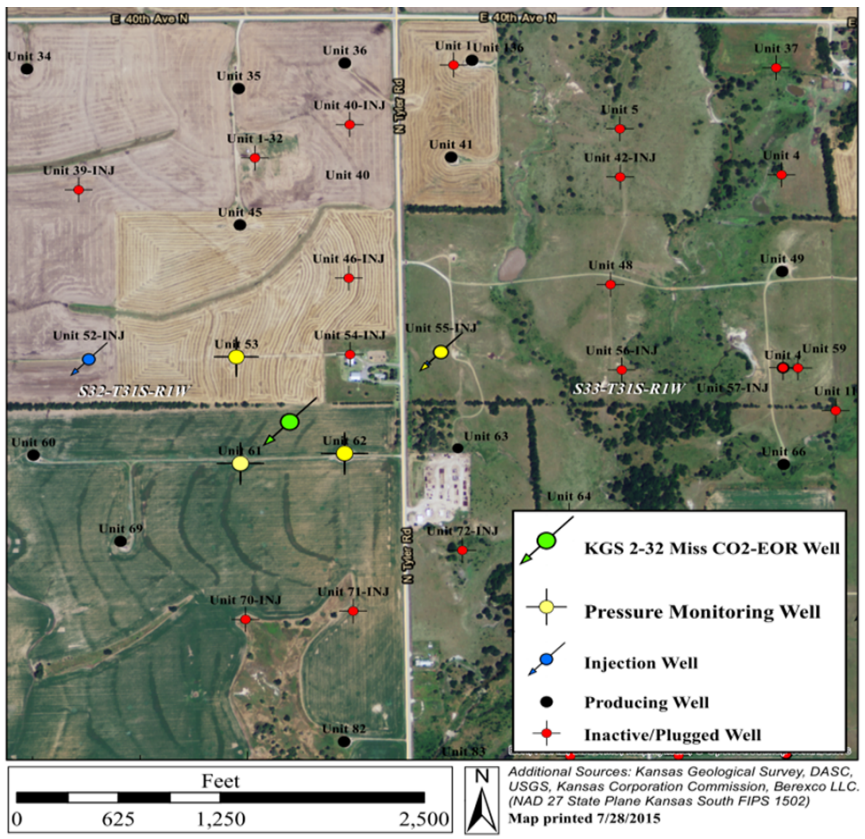 E 40th Ave N
E 40th Ave N
E
Unit 34
Unit 36
Unit 1
Unit 136
Unit 37
Unit 35
N Tyler Rd
Unit 40-INJ
Unit 5
Unit 1-32
Unit 41
Unit 42-INJ
Unit 4
Unit 39-INJ
Unit 40
Unit 45
Unit 46-INJ
Unit 48
Unit 49
Unit 52-INJ
Unit 53
Unit 54-INJ
Unit 55-INJ
Unit 56-INJ
Unit 4
Unit 59
S32-T31S-R1W
S33-T31S-R1W
Unit 57-INJ
Unit 11
Unit 60
Unit 61
Unit 62
Unit 63
Unit 66
Unit 64
Unit 69
N Tyler Rd
Unit 72-INJ
Unit 70-INJ
Unit 71-INJ
Unit 82
Unit 83
KGS 2-32 Miss CO2-EOR Well
Pressure Monitoring Well
Injection Well
Producing Well
Inactive/Plugged Well
Feet
0 625 1,250 2,500
N
Additional Sources: Kansas Geological Survey, DASC,
USGS, Kansas Corporation Commission, Berexco LLC.
(NAD 27 State Plane Kansas South FIPS 1502)
Map printed 7/28/2015